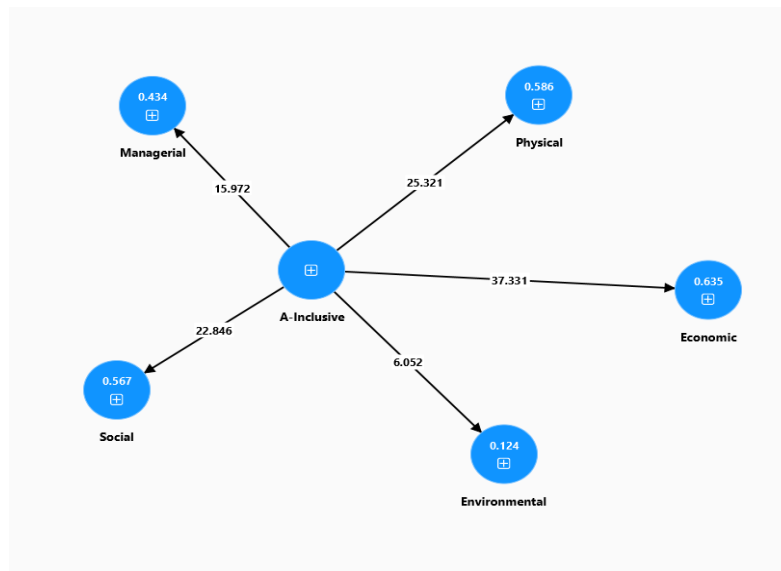 0.434
Managerial
0.586
Physical
15.972
25.321
A-Inclusive
37.331
0.635
Economic
22.846
6.052
0.567
Social
0.124
Environmental